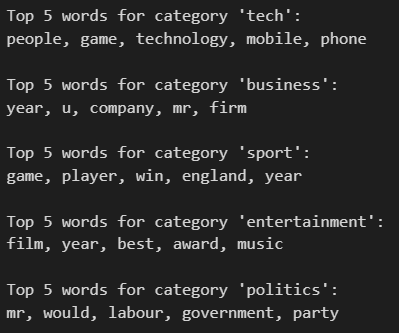 Top 5 words for category 'tech':
people, game, technology, mobile, phone
Top 5 words for category 'business':
year, u, company, mr, firm
Top 5 words for category 'sport':
game, player, win, england, year
Top 5 words for category 'entertainment':
film, year, best, award, music
Top 5 words for category 'politics':
mr, would, labour, government, party